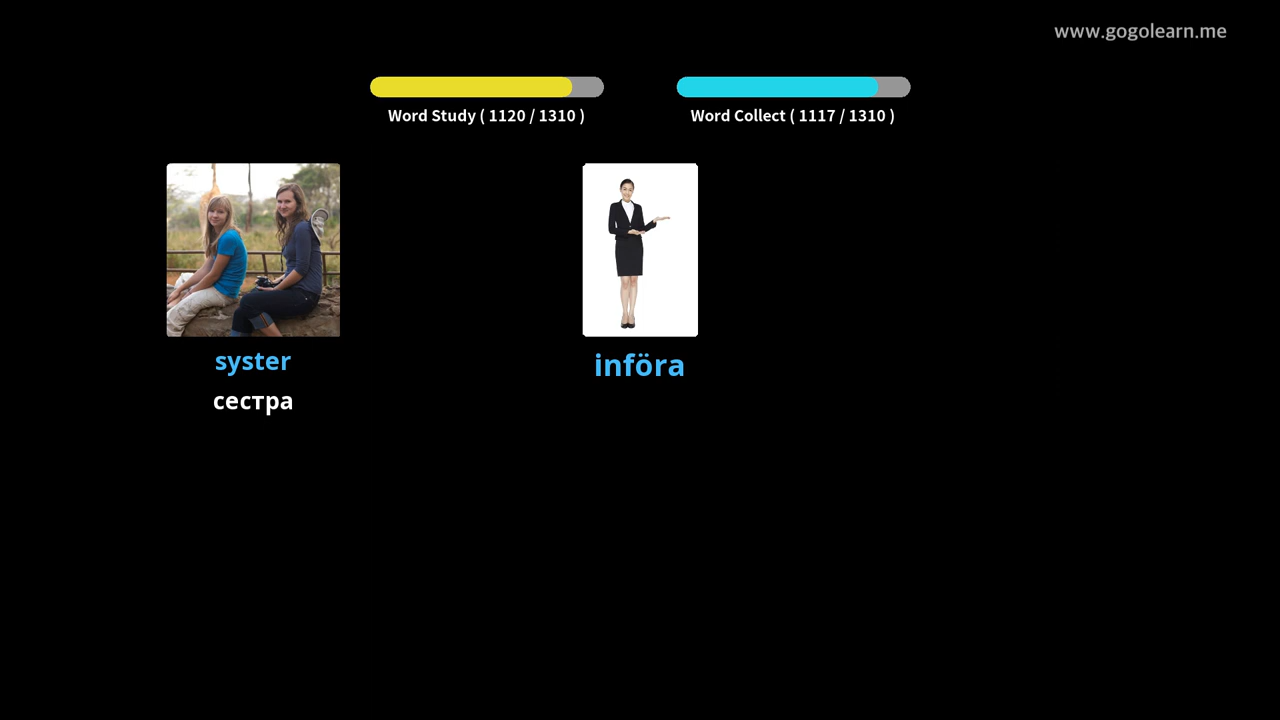 www.gogolearn.me
Word Study ( 1120 / 1310 )
Word Collect ( 1117 / 1310 )
syster
сестра
införa